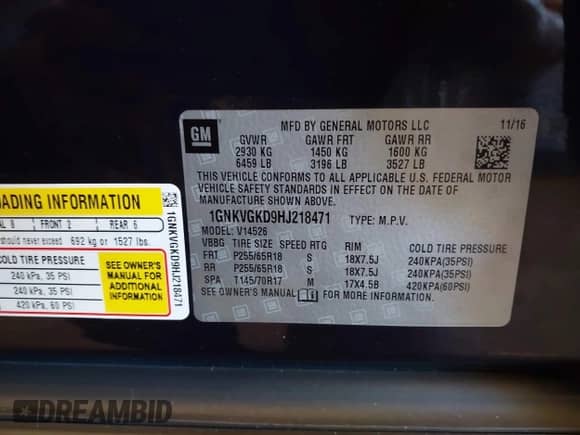 GM
MFD BY GENERAL MOTORS LLC 11/16
GVWR GAWR FRT GAWR RR
2930 KG 1450 KG 1600 KG
6459 LB 3196 LB 3527 LB
THIS VEHICLE CONFORMS TO ALL APPLICABLE U.S. FEDERAL MOTOR
VEHICLE SAFETY STANDARDS IN EFFECT ON THE DATE OF
MANUFACTURE SHOWN ABOVE.
1GNKVGKD9HJ218471 TYPE: M.P.V.
MODEL: V14526
VBBG TIRE SIZE RIM COLD TIRE PRESSURE
FRT P255/65R18 S 18X7.5J 240KPA(35PSI)
RR P255/65R18 S 18X7.5J 240KPA(35PSI)
SPA T145/70R17 M 17X4.5B 420KPA(60PSI)
SEE OWNER'S MANUAL FOR MORE INFORMATION.
OADING INFORMATION
FRONT 2 REAR 6
should never exceed 692 kg or 1527 lbs.
COLD TIRE PRESSURE
240 kPa, 35 PSI
240 kPa, 35 PSI
420 kPa, 60 PSI
SEE OWNER'S
MANUAL FOR
ADDITIONAL
INFORMATION
1GNKVGKD9HJ218471
DREAMBID